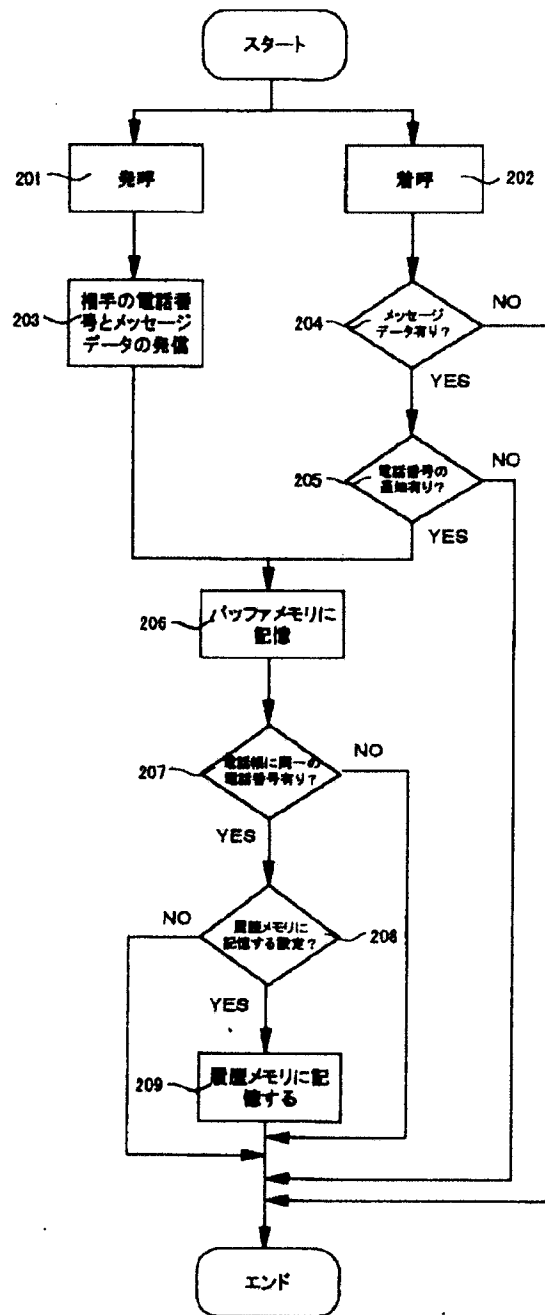 スタート
201
発呼
着呼
202
203
相手の電話番
号とメッセージ
データの発信
204
メッセージ
データ有り?
NO
YES
205
電話番号の
通知有り?
NO
YES
206
バッファメモリに
記憶
207
電話帳に同一の
電話番号有り?
NO
YES
NO
履歴メモリに
記憶する設定?
208
YES
209
履歴メモリに記
憶する
エンド